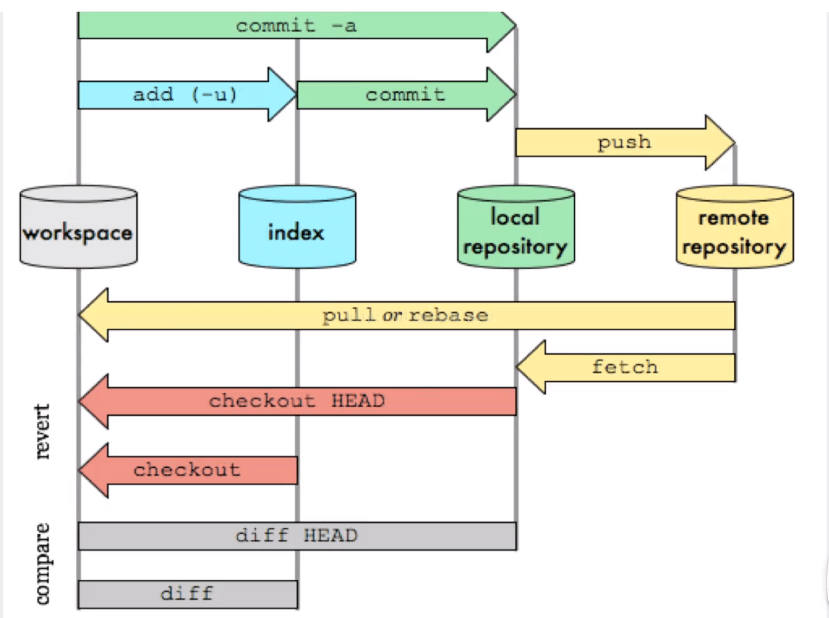 commit -a
add (-u)
commit
push
workspace
index
local
repository
remote
repository
pull or rebase
fetch
revert
checkout HEAD
checkout
compare
diff HEAD
diff